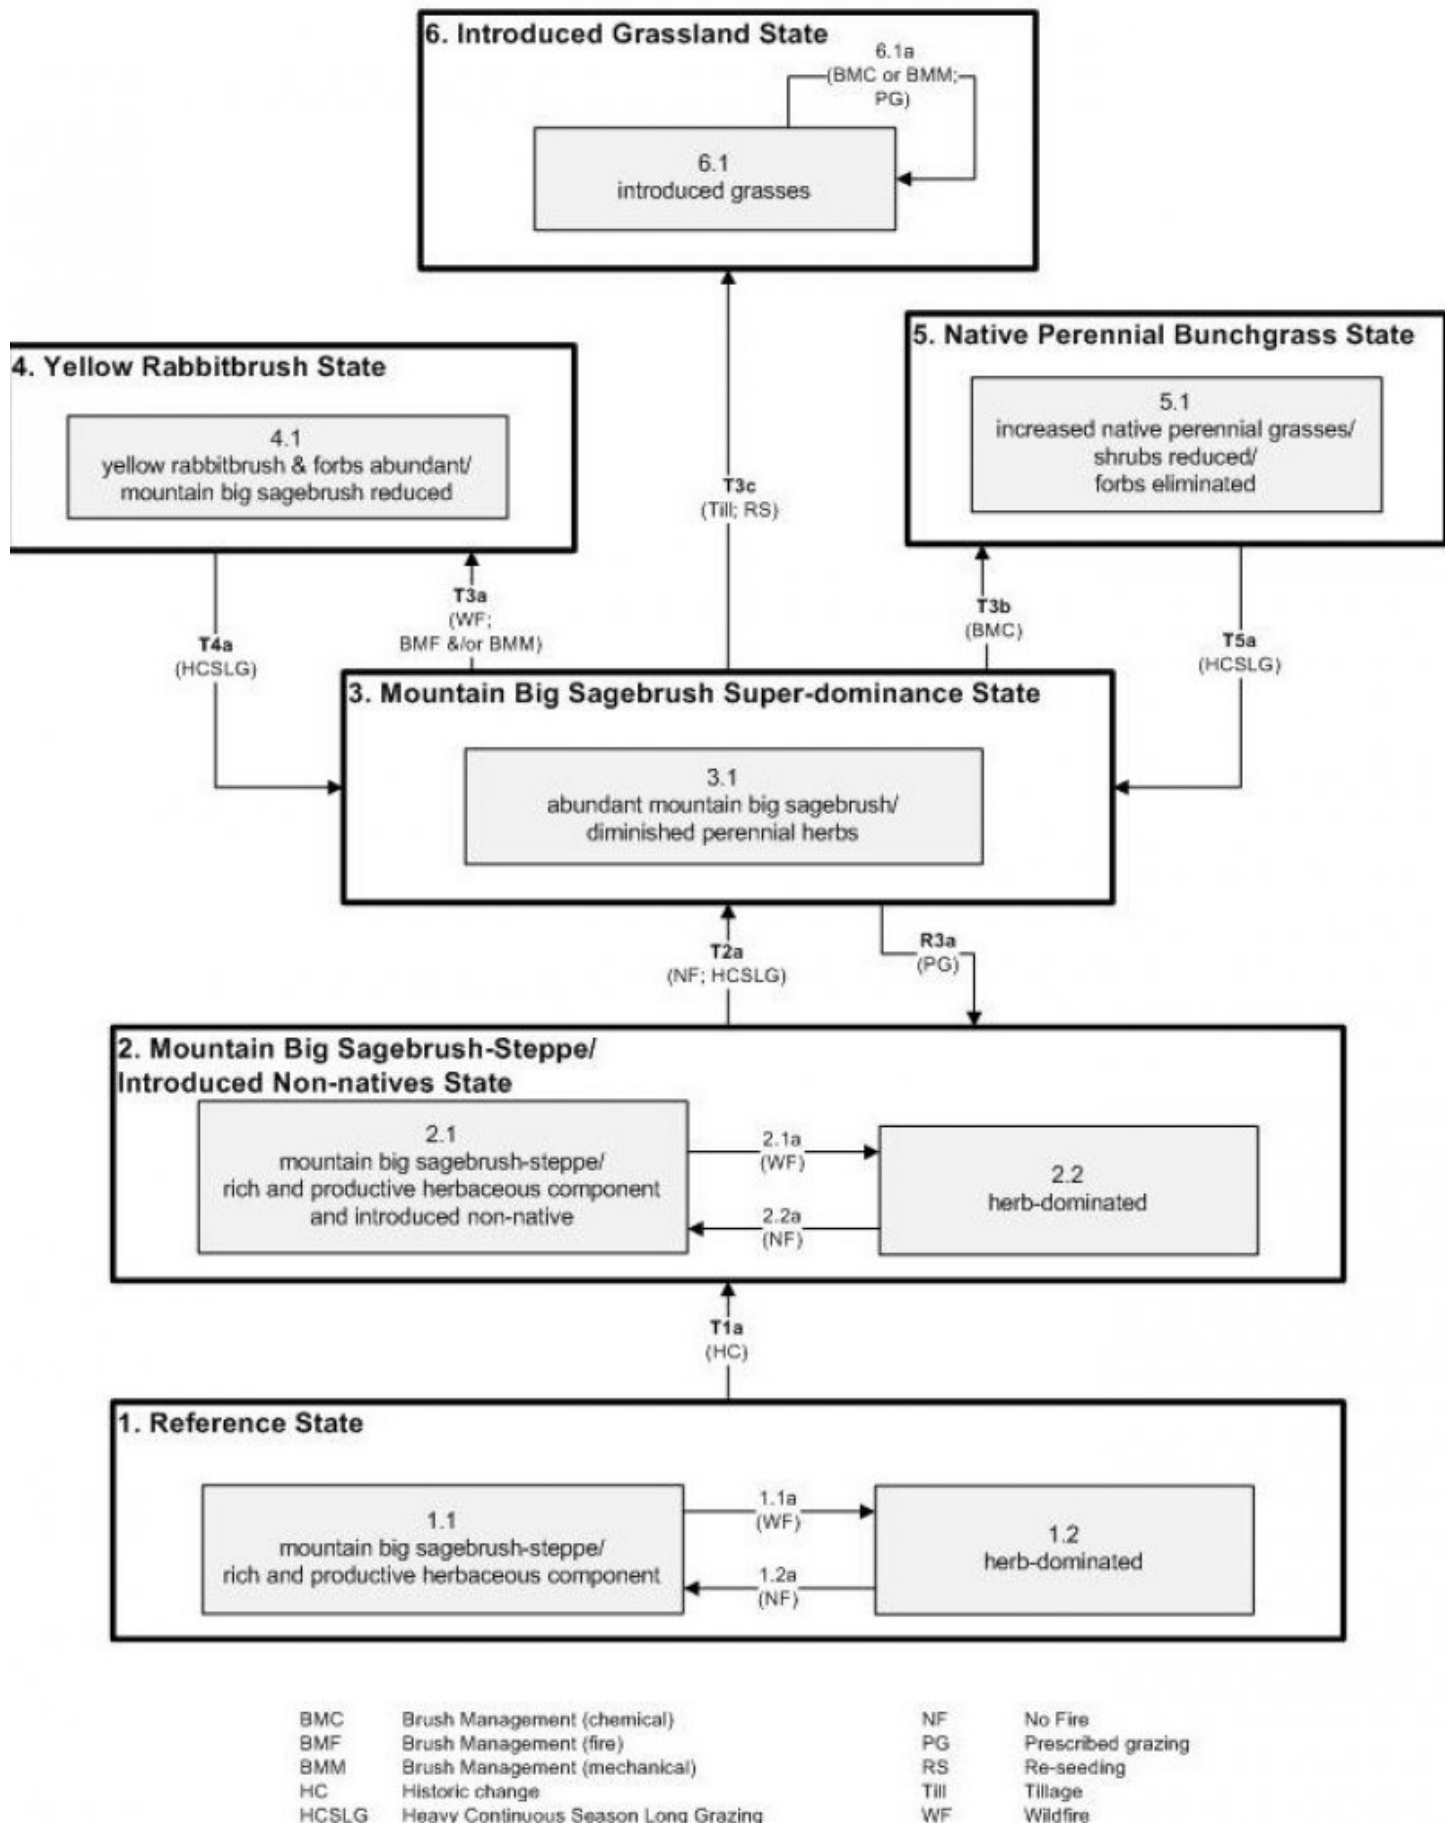 6. Introduced Grassland State
6.1a
(BMC or BMM;
PG)
6.1
introduced grasses
5. Native Perennial Bunchgrass State
5.1
increased native perennial grasses/
shrubs reduced/
forbs eliminated
4. Yellow Rabbitbrush State
4.1
yellow rabbitbrush & forbs abundant/
mountain big sagebrush reduced
T3c
(Till; RS)
T4a
(HCSLG)
T3a
(WF;
BMF &/or BMM)
T3b
(BMC)
T5a
(HCSLG)
3. Mountain Big Sagebrush Super-dominance State
3.1
abundant mountain big sagebrush/
diminished perennial herbs
T2a
(NF; HCSLG)
R3a
(PG)
2. Mountain Big Sagebrush-Steppe/
Introduced Non-natives State
2.1
mountain big sagebrush-steppe/
rich and productive herbaceous component
and introduced non-native
2.1a
(WF)
2.2a
(NF)
2.2
herb-dominated
T1a
(HC)
1. Reference State
1.1
mountain big sagebrush-steppe/
rich and productive herbaceous component
1.1a
(WF)
1.2a
(NF)
1.2
herb-dominated
BMC Brush Management (chemical)
BMF Brush Management (fire)
BMM Brush Management (mechanical)
HC Historic change
HCSLG Heavy Continuous Season Long Grazing
NF No Fire
PG Prescribed grazing
RS Re-seeding
Till Tillage
WF Wildfire